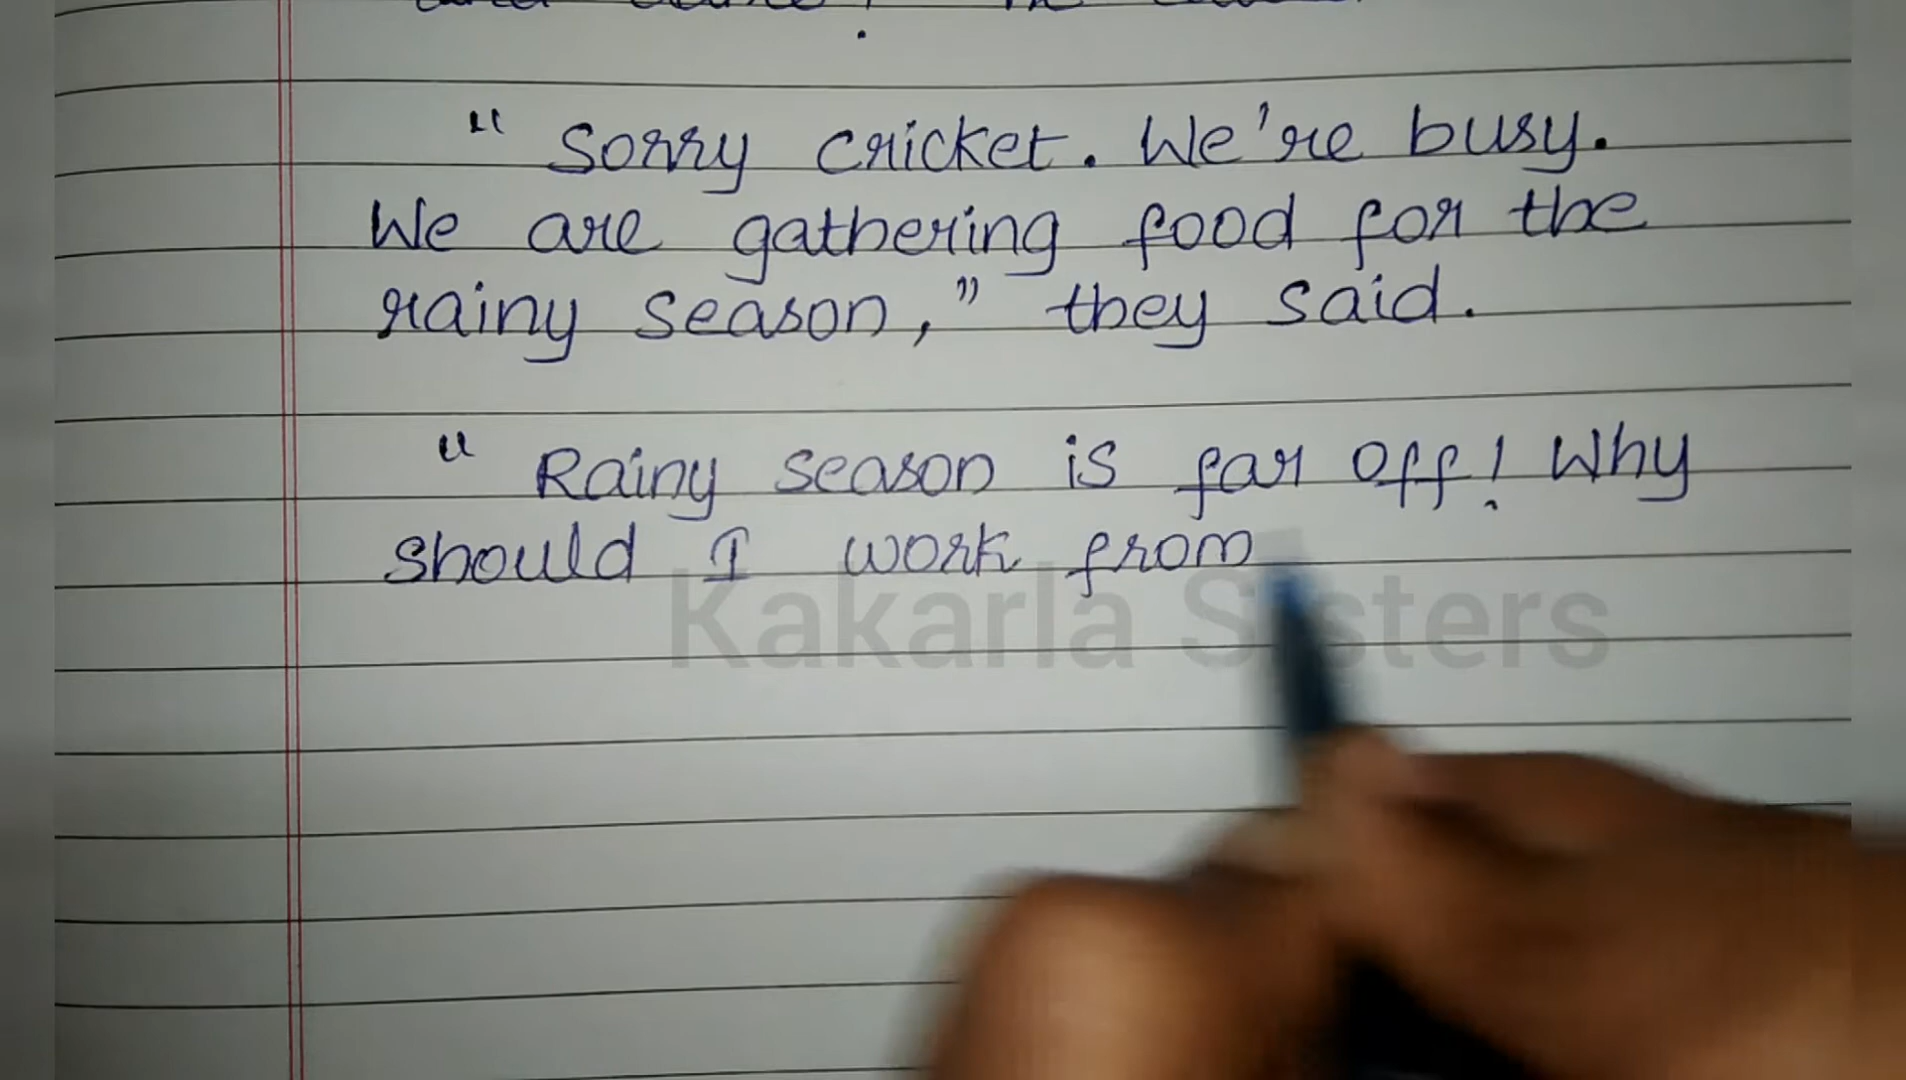 " Sorry cricket. We're busy.
We are gathering food for the
rainy season," they said.
" Rainy season is far off! Why
should I work from
Kakarla Sisters